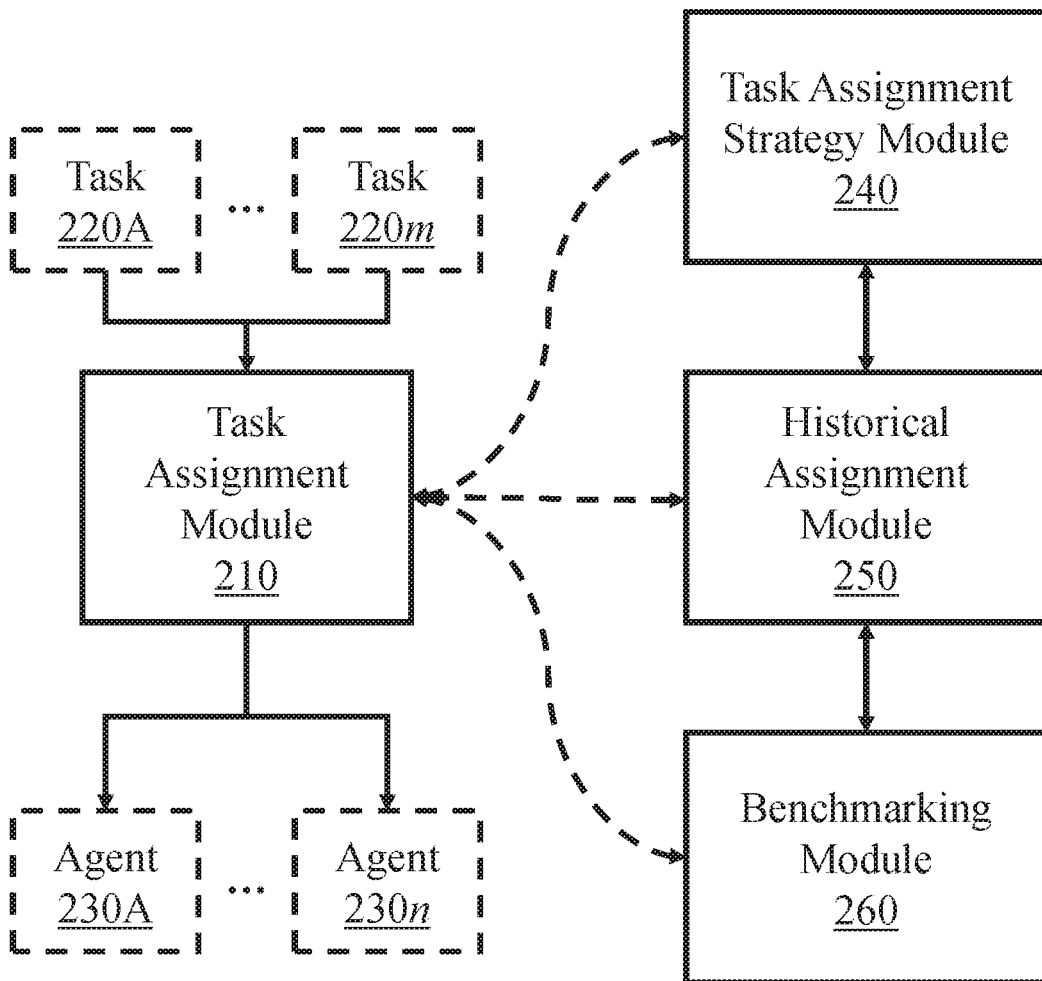 Task
220A
...
Task
220m
Task
Assignment
Module
210
Agent
230A
...
Agent
230n
Task Assignment
Strategy Module
240
Historical
Assignment
Module
250
Benchmarking
Module
260